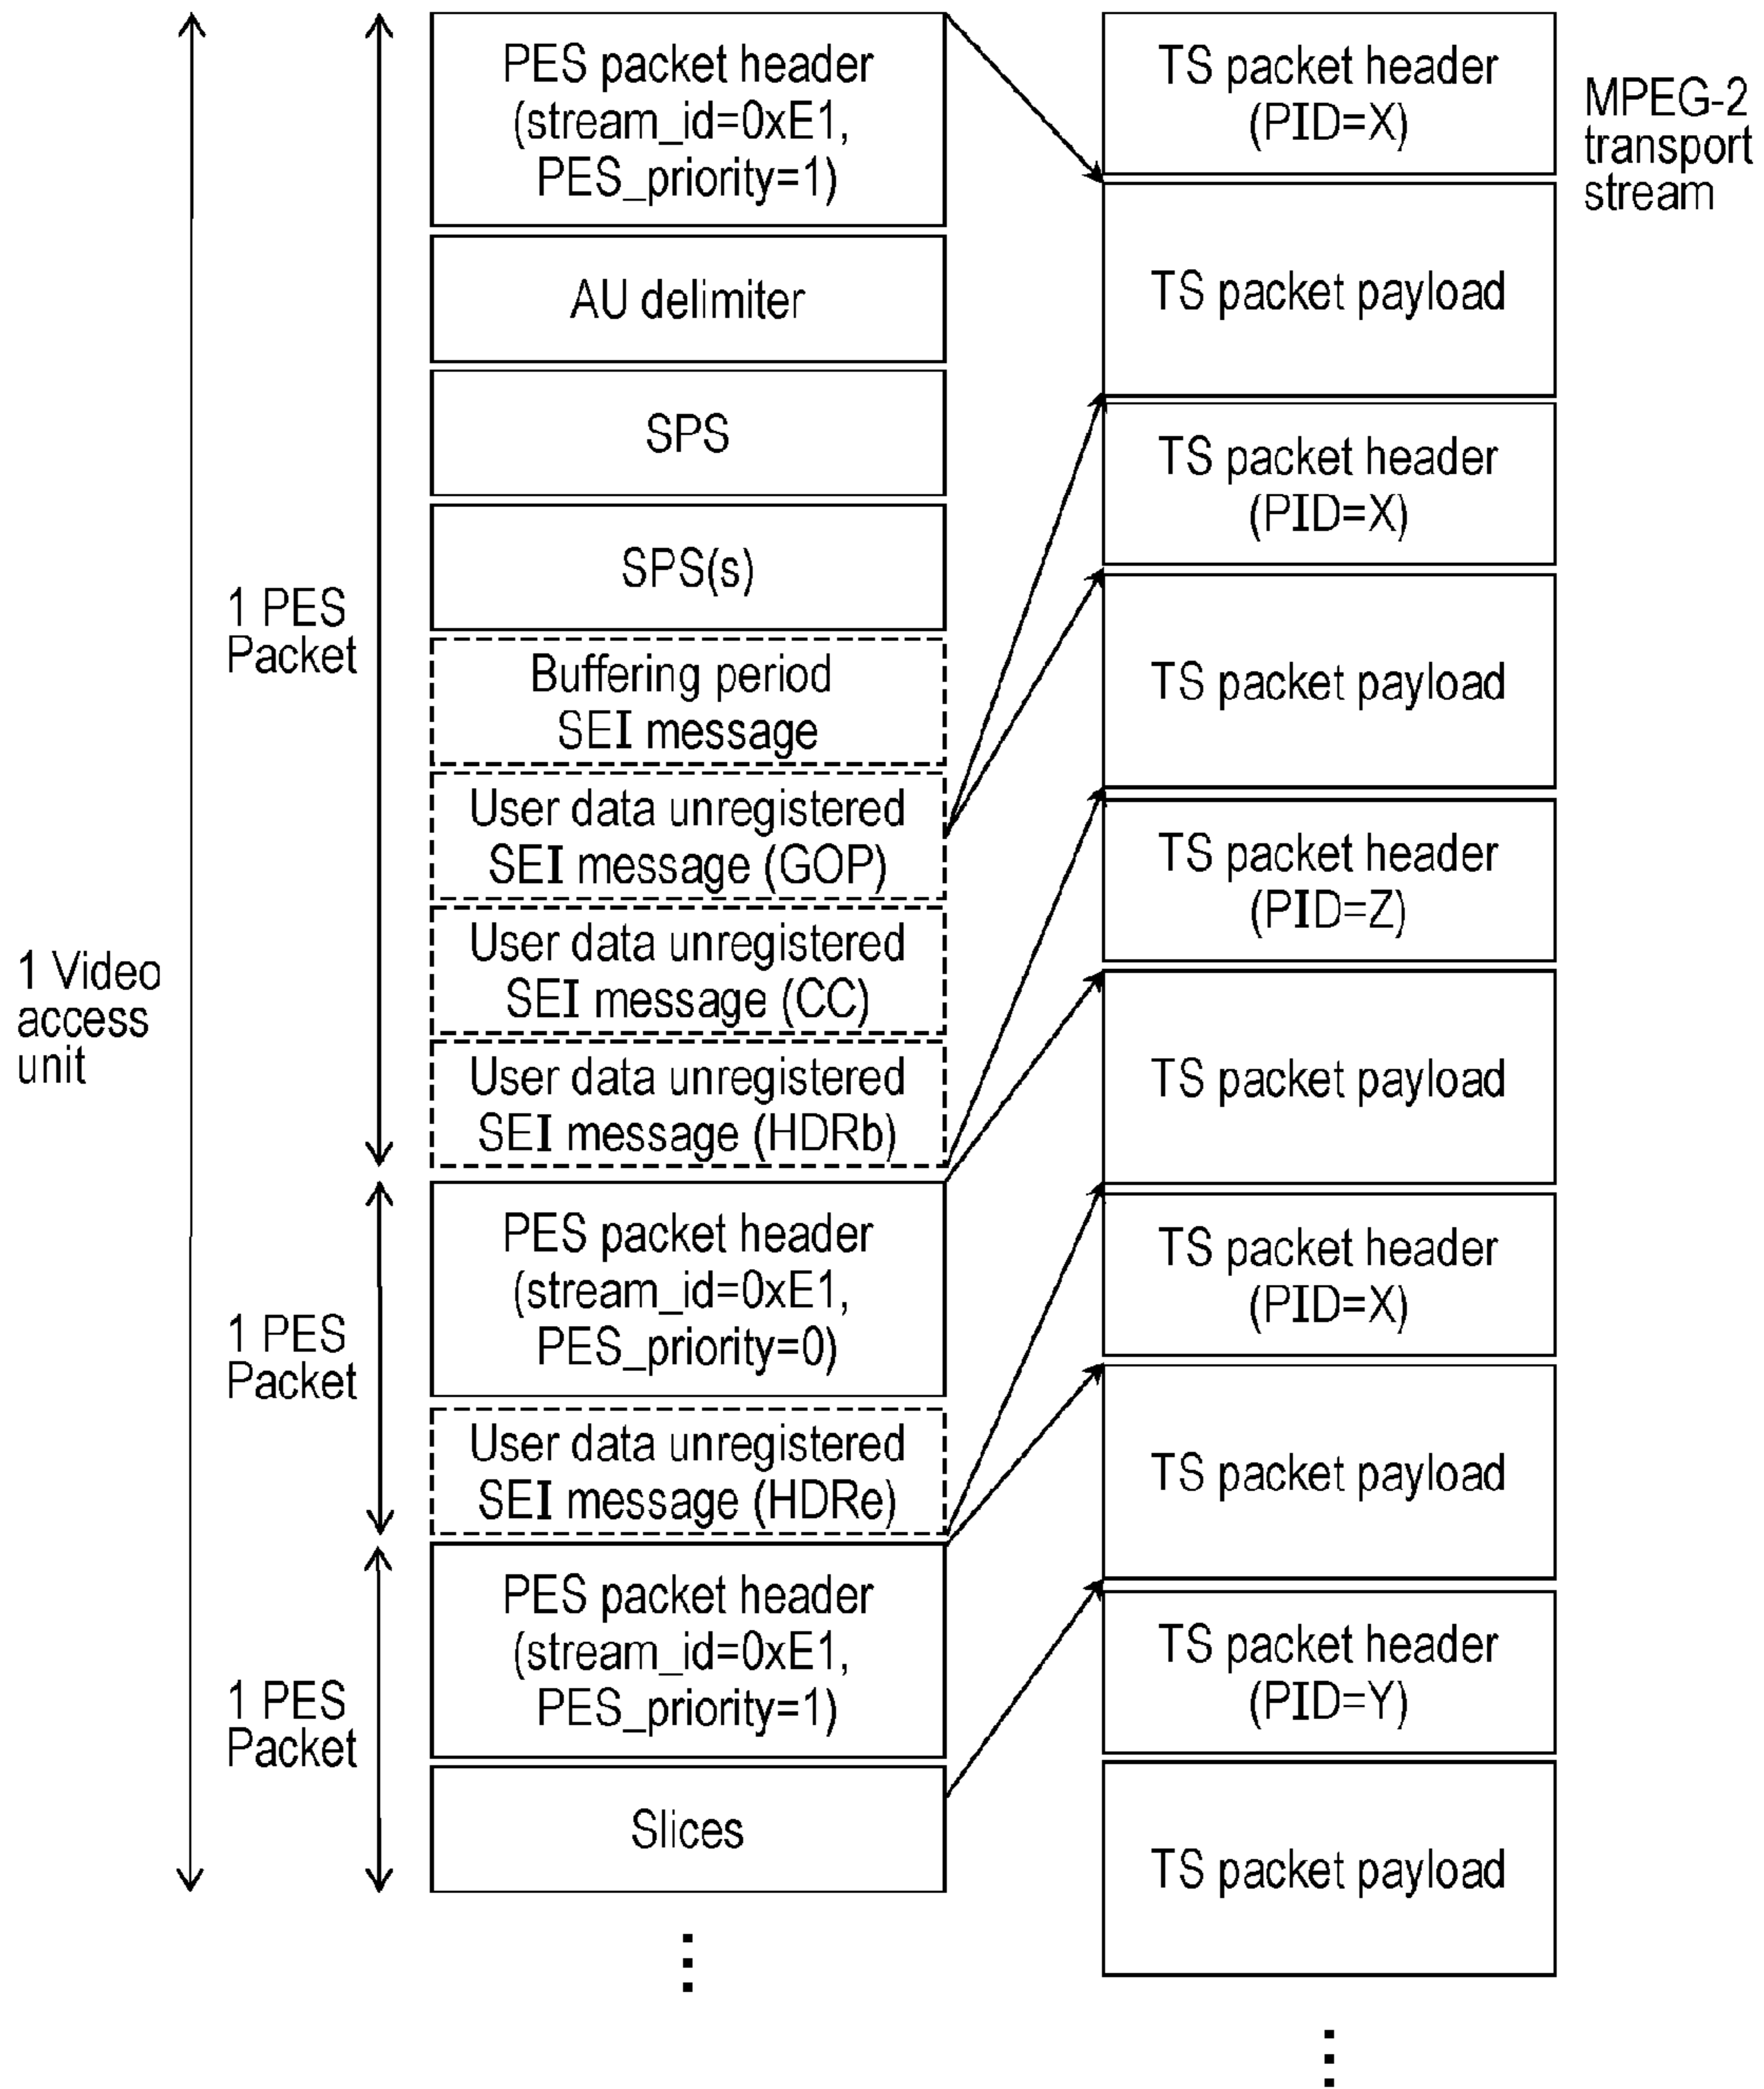 1 Video
access
unit
1 PES
Packet
1 PES
Packet
1 PES
Packet
PES packet header
(stream_id=0xE1,
PES_priority=1)
AU delimiter
SPS
SPS(s)
Buffering period
SEI message
User data unregistered
SEI message (GOP)
User data unregistered
SEI message (CC)
User data unregistered
SEI message (HDRb)
PES packet header
(stream_id=0xE1,
PES_priority=0)
User data unregistered
SEI message (HDRe)
PES packet header
(stream_id=0xE1,
PES_priority=1)
Slices
TS packet header
(PID=X)
TS packet payload
TS packet header
(PID=X)
TS packet payload
TS packet header
(PID=Z)
TS packet payload
TS packet header
(PID=X)
TS packet payload
TS packet header
(PID=Y)
TS packet payload
MPEG-2
transport
stream